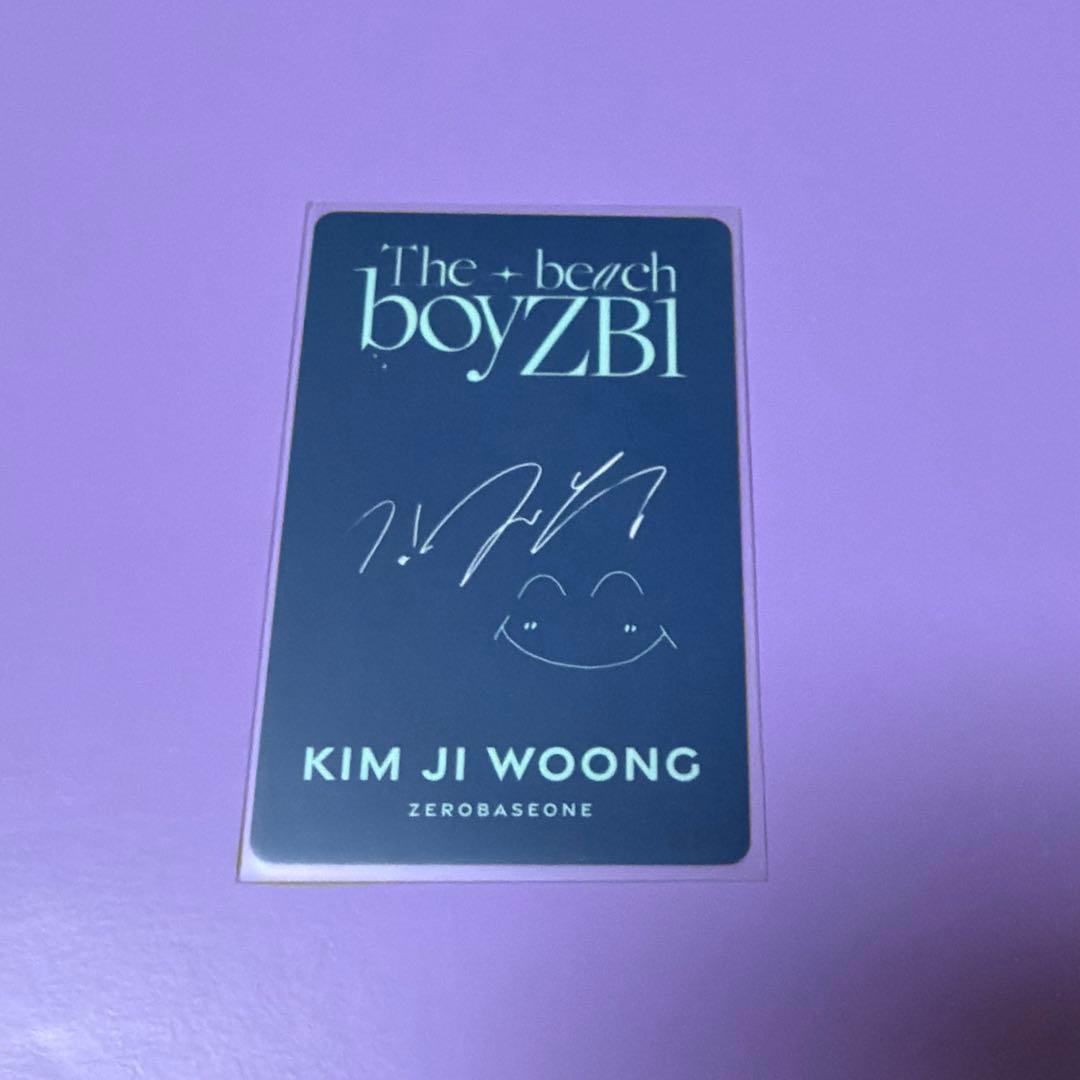 The beach
boyZB1
KIM JI WOONG
ZEROBASEONE